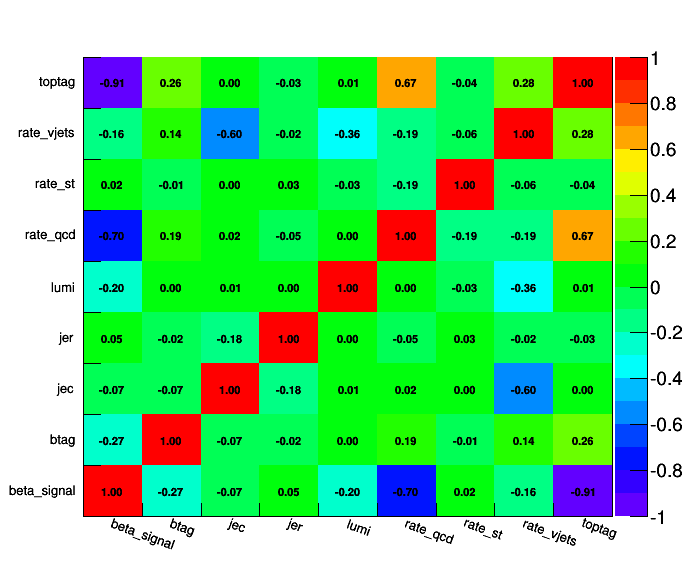 toptag -0.91 0.26 0.00 -0.03 0.01 0.67 -0.04 0.28 1.00
rate_vjets -0.16 0.14 -0.60 -0.02 -0.36 -0.19 -0.06 1.00 0.28
rate_st 0.02 -0.01 0.00 0.03 -0.03 -0.19 1.00 -0.06 -0.04
rate_qcd -0.70 0.19 0.02 -0.05 0.00 1.00 -0.19 -0.19 0.67
lumi -0.20 0.00 0.01 0.00 1.00 0.00 -0.03 -0.36 0.01
jer 0.05 -0.02 -0.18 1.00 0.00 -0.05 0.03 -0.02 -0.03
jec -0.07 -0.07 1.00 -0.18 0.01 0.02 0.00 -0.60 0.00
btag -0.27 1.00 -0.07 -0.02 0.00 0.19 -0.01 0.14 0.26
beta_signal 1.00 -0.27 -0.07 0.05 -0.20 -0.70 0.02 -0.16 -0.91
beta_signal btag jec jer lumi rate_qcd rate_st rate_vjets toptag
1
0.8
0.6
0.4
0.2
0
-0.2
-0.4
-0.6
-0.8
-1